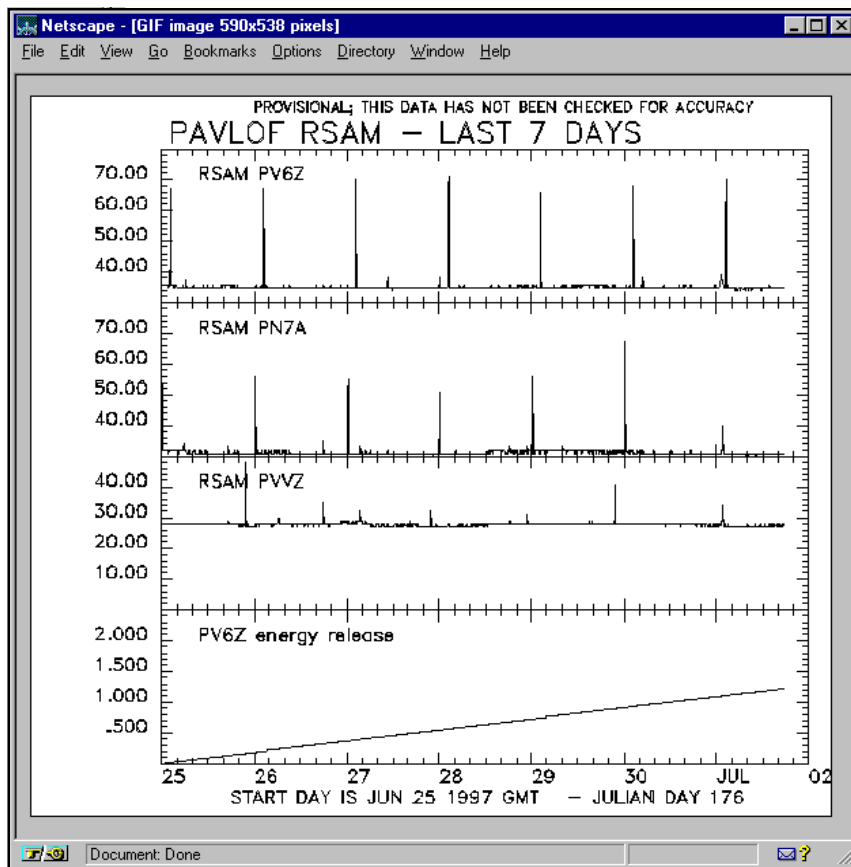 Netscape - [GIF image 590x538 pixels]
File Edit View Go Bookmarks Options Directory Window Help
PROVISIONAL; THIS DATA HAS NOT BEEN CHECKED FOR ACCURACY
PAVLOF RSAM - LAST 7 DAYS
RSAM PV6Z
70.00
60.00
50.00
40.00
RSAM PN7A
70.00
60.00
50.00
40.00
RSAM PVVZ
40.00
30.00
20.00
10.00
PV6Z energy release
2.000
1.500
1.000
.500
25 26 27 28 29 30 JUL 02
START DAY IS JUN 25 1997 GMT - JULIAN DAY 176
Document: Done